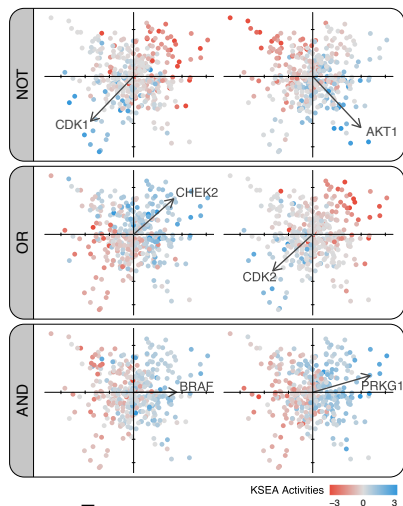 NOT
CDK1
AKT1
OR
CHEK2
CDK2
AND
BRAF
PRKG1
KSEA Activities
-3 0 3